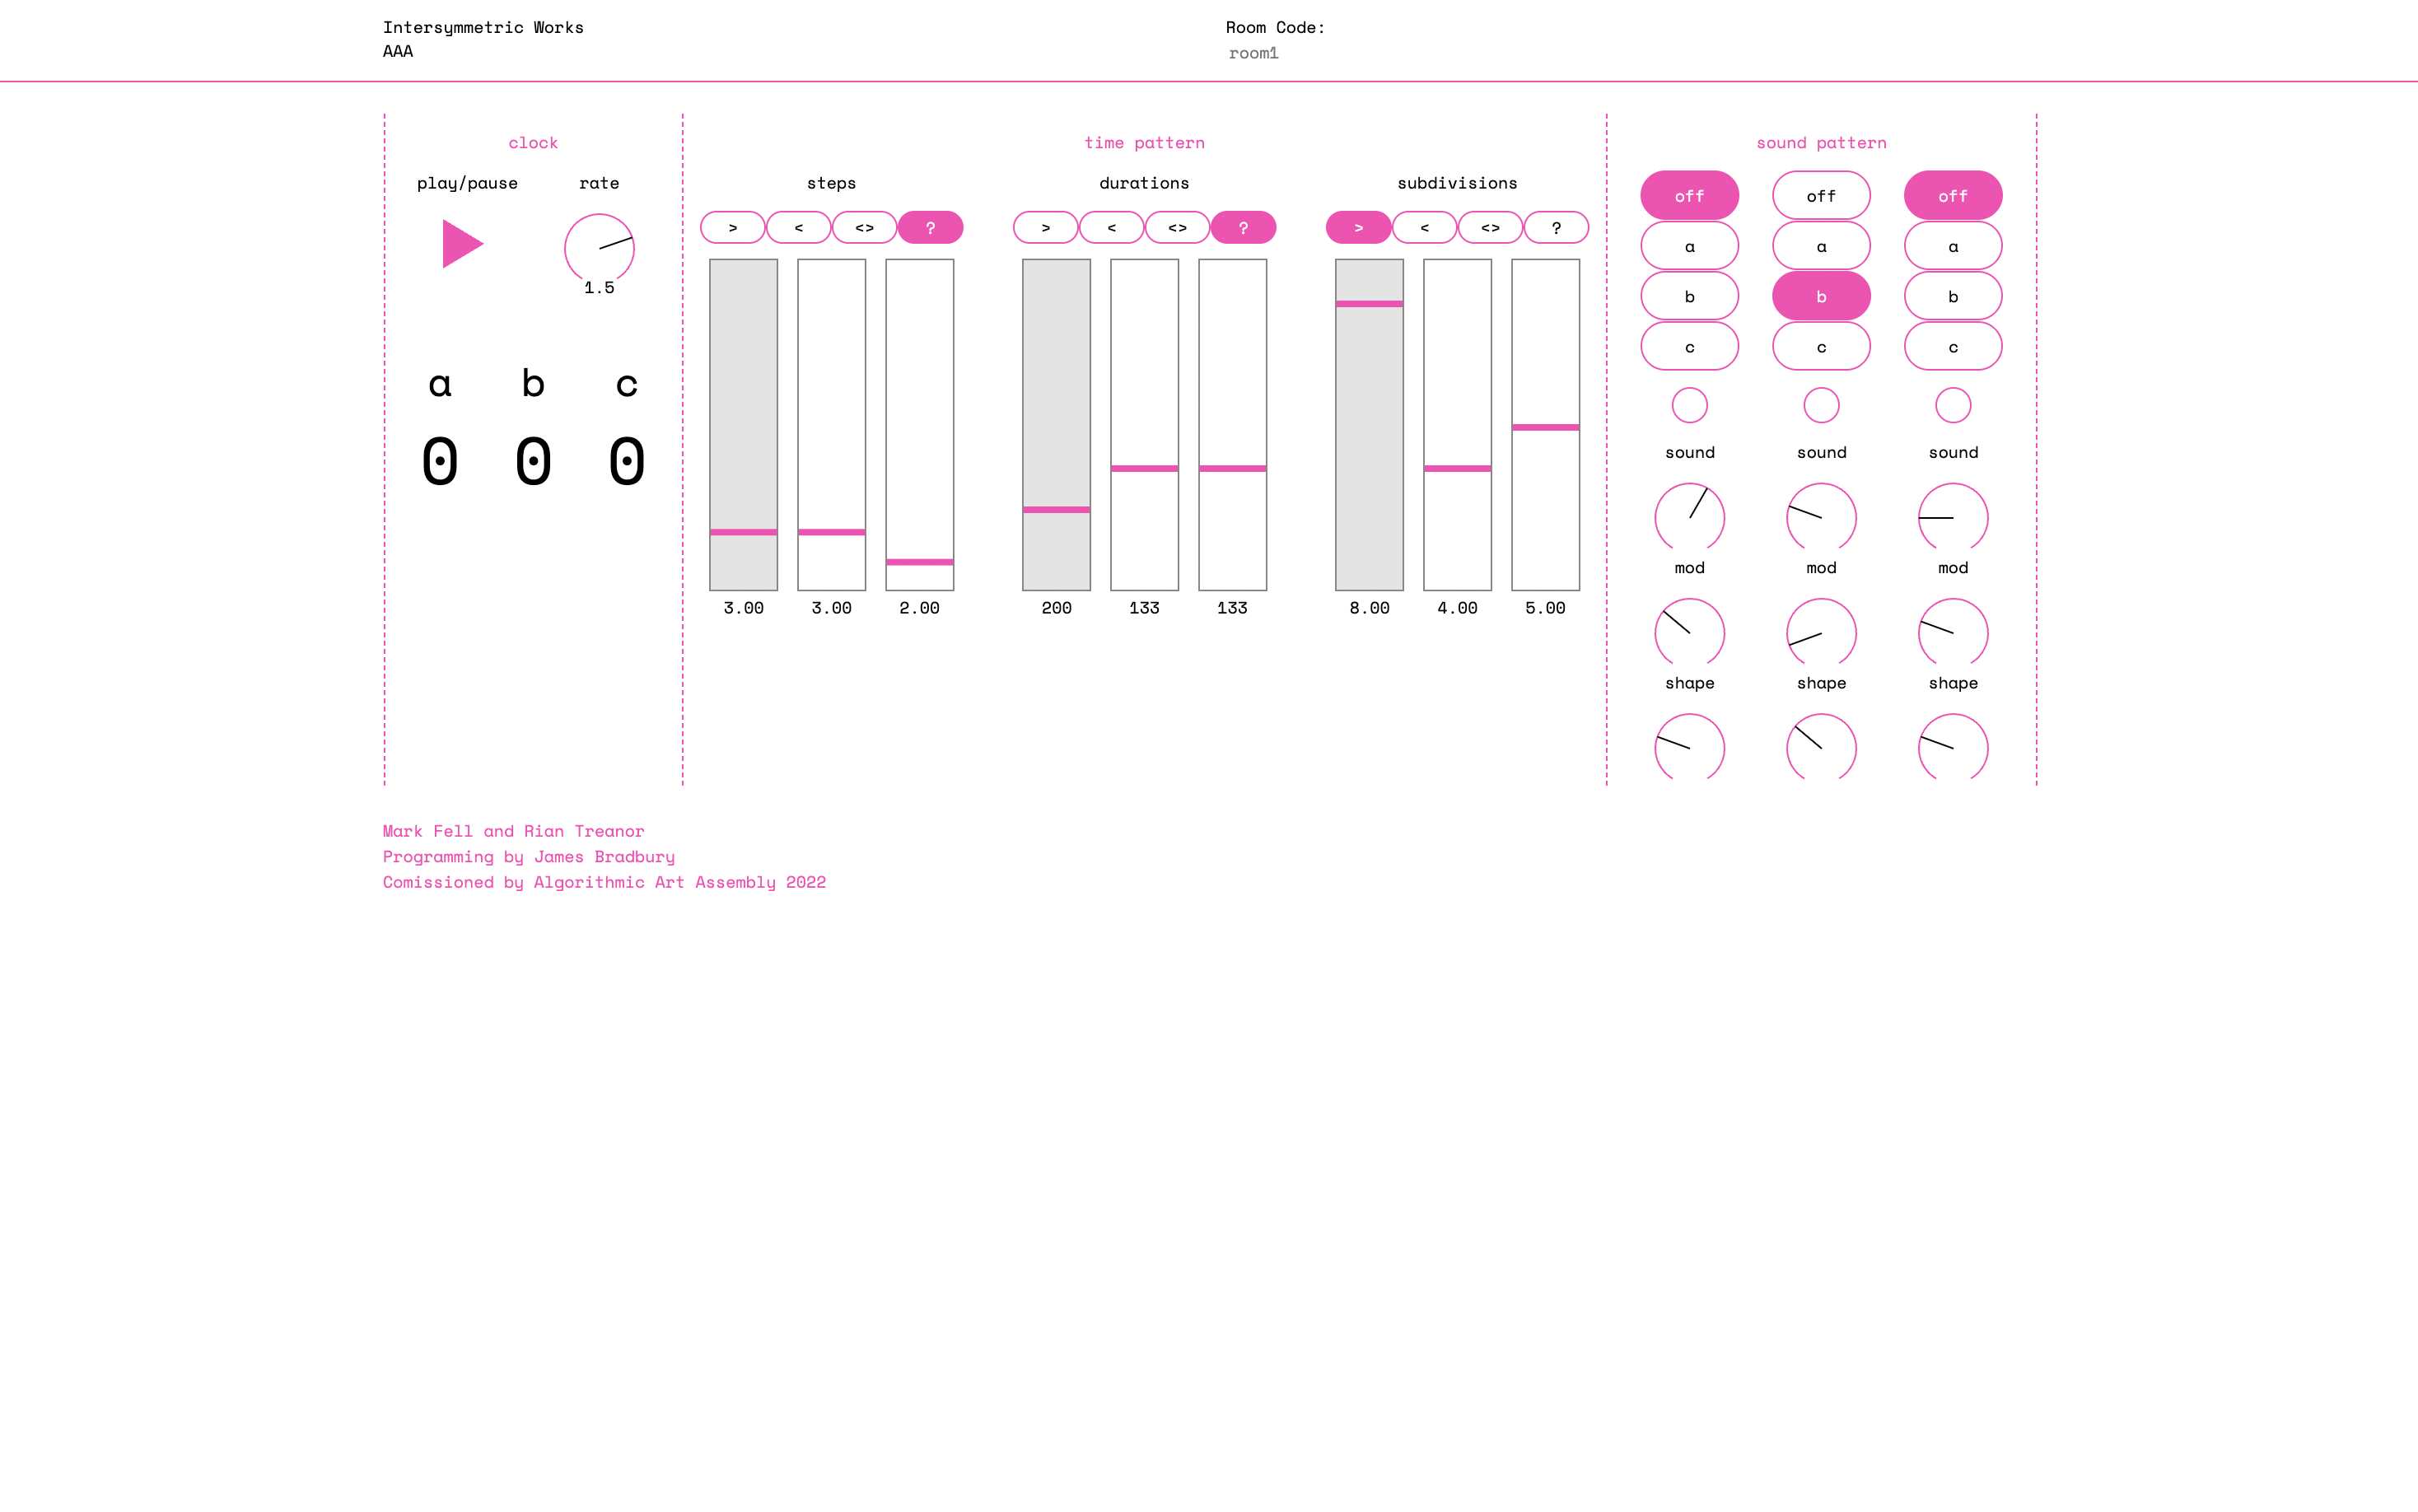 Intersymmetric Works
AAA
Room Code:
room1
clock
time pattern
sound pattern
play/pause
rate
1.5
a b c
0 0 0
steps
> < <> ?
3.00 3.00 2.00
durations
> < <> ?
200 133 133
subdivisions
> < <> ?
8.00 4.00 5.00
off off off
a a a
b b b
c c c
sound sound sound
mod mod mod
shape shape shape
Mark Fell and Rian Treanor
Programming by James Bradbury
Comissioned by Algorithmic Art Assembly 2022